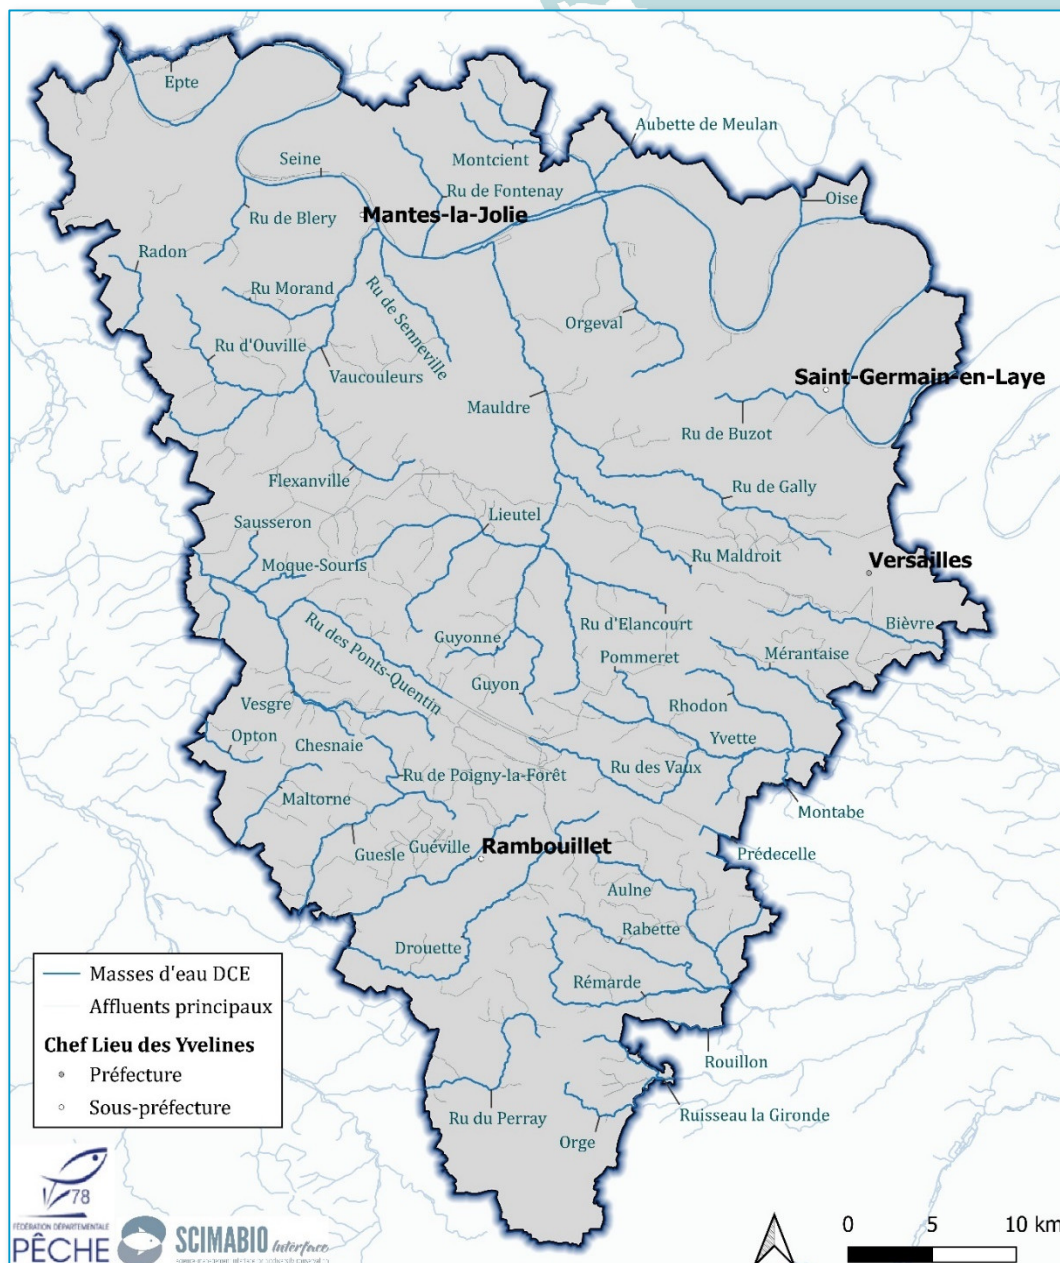 Epte
Aubette de Meulan
Montcient
Seine
Ru de Fontenay
Oise
Ru de Blery
Mantes-la-Jolie
Radon
Ru Morand
Ru de Senneville
Orgeval
Ru d'Ouville
Vaucouleurs
Saint-Germain-en-Laye
Mauldre
Ru de Buzot
Flexanville
Ru de Gally
Lieutel
Sausseron
Ru Maldroit
Versailles
Moque-Souris
Ru des Ponts-Quentin
Guyonne
Ru d'Elancourt
Bièvre
Pommeret
Mérantaise
Guyon
Vesgre
Rhodon
Opton
Chesnaie
Yvette
Ru de Poigny-la-Forêt
Ru des Vaux
Maltorne
Montabe
Guesle
Guéville
Rambouillet
Prédecelle
Aulne
Drouette
Rabette
Rémarde
Rouillon
Ru du Perray
Orge
Ruisseau la Gironde
Masses d'eau DCE
Affluents principaux
Chef Lieu des Yvelines
Préfecture
Sous-préfecture
78
FÉDÉRATION DÉPARTEMENTALE
PÊCHE
SCIMABIO Interface
0 5 10 km